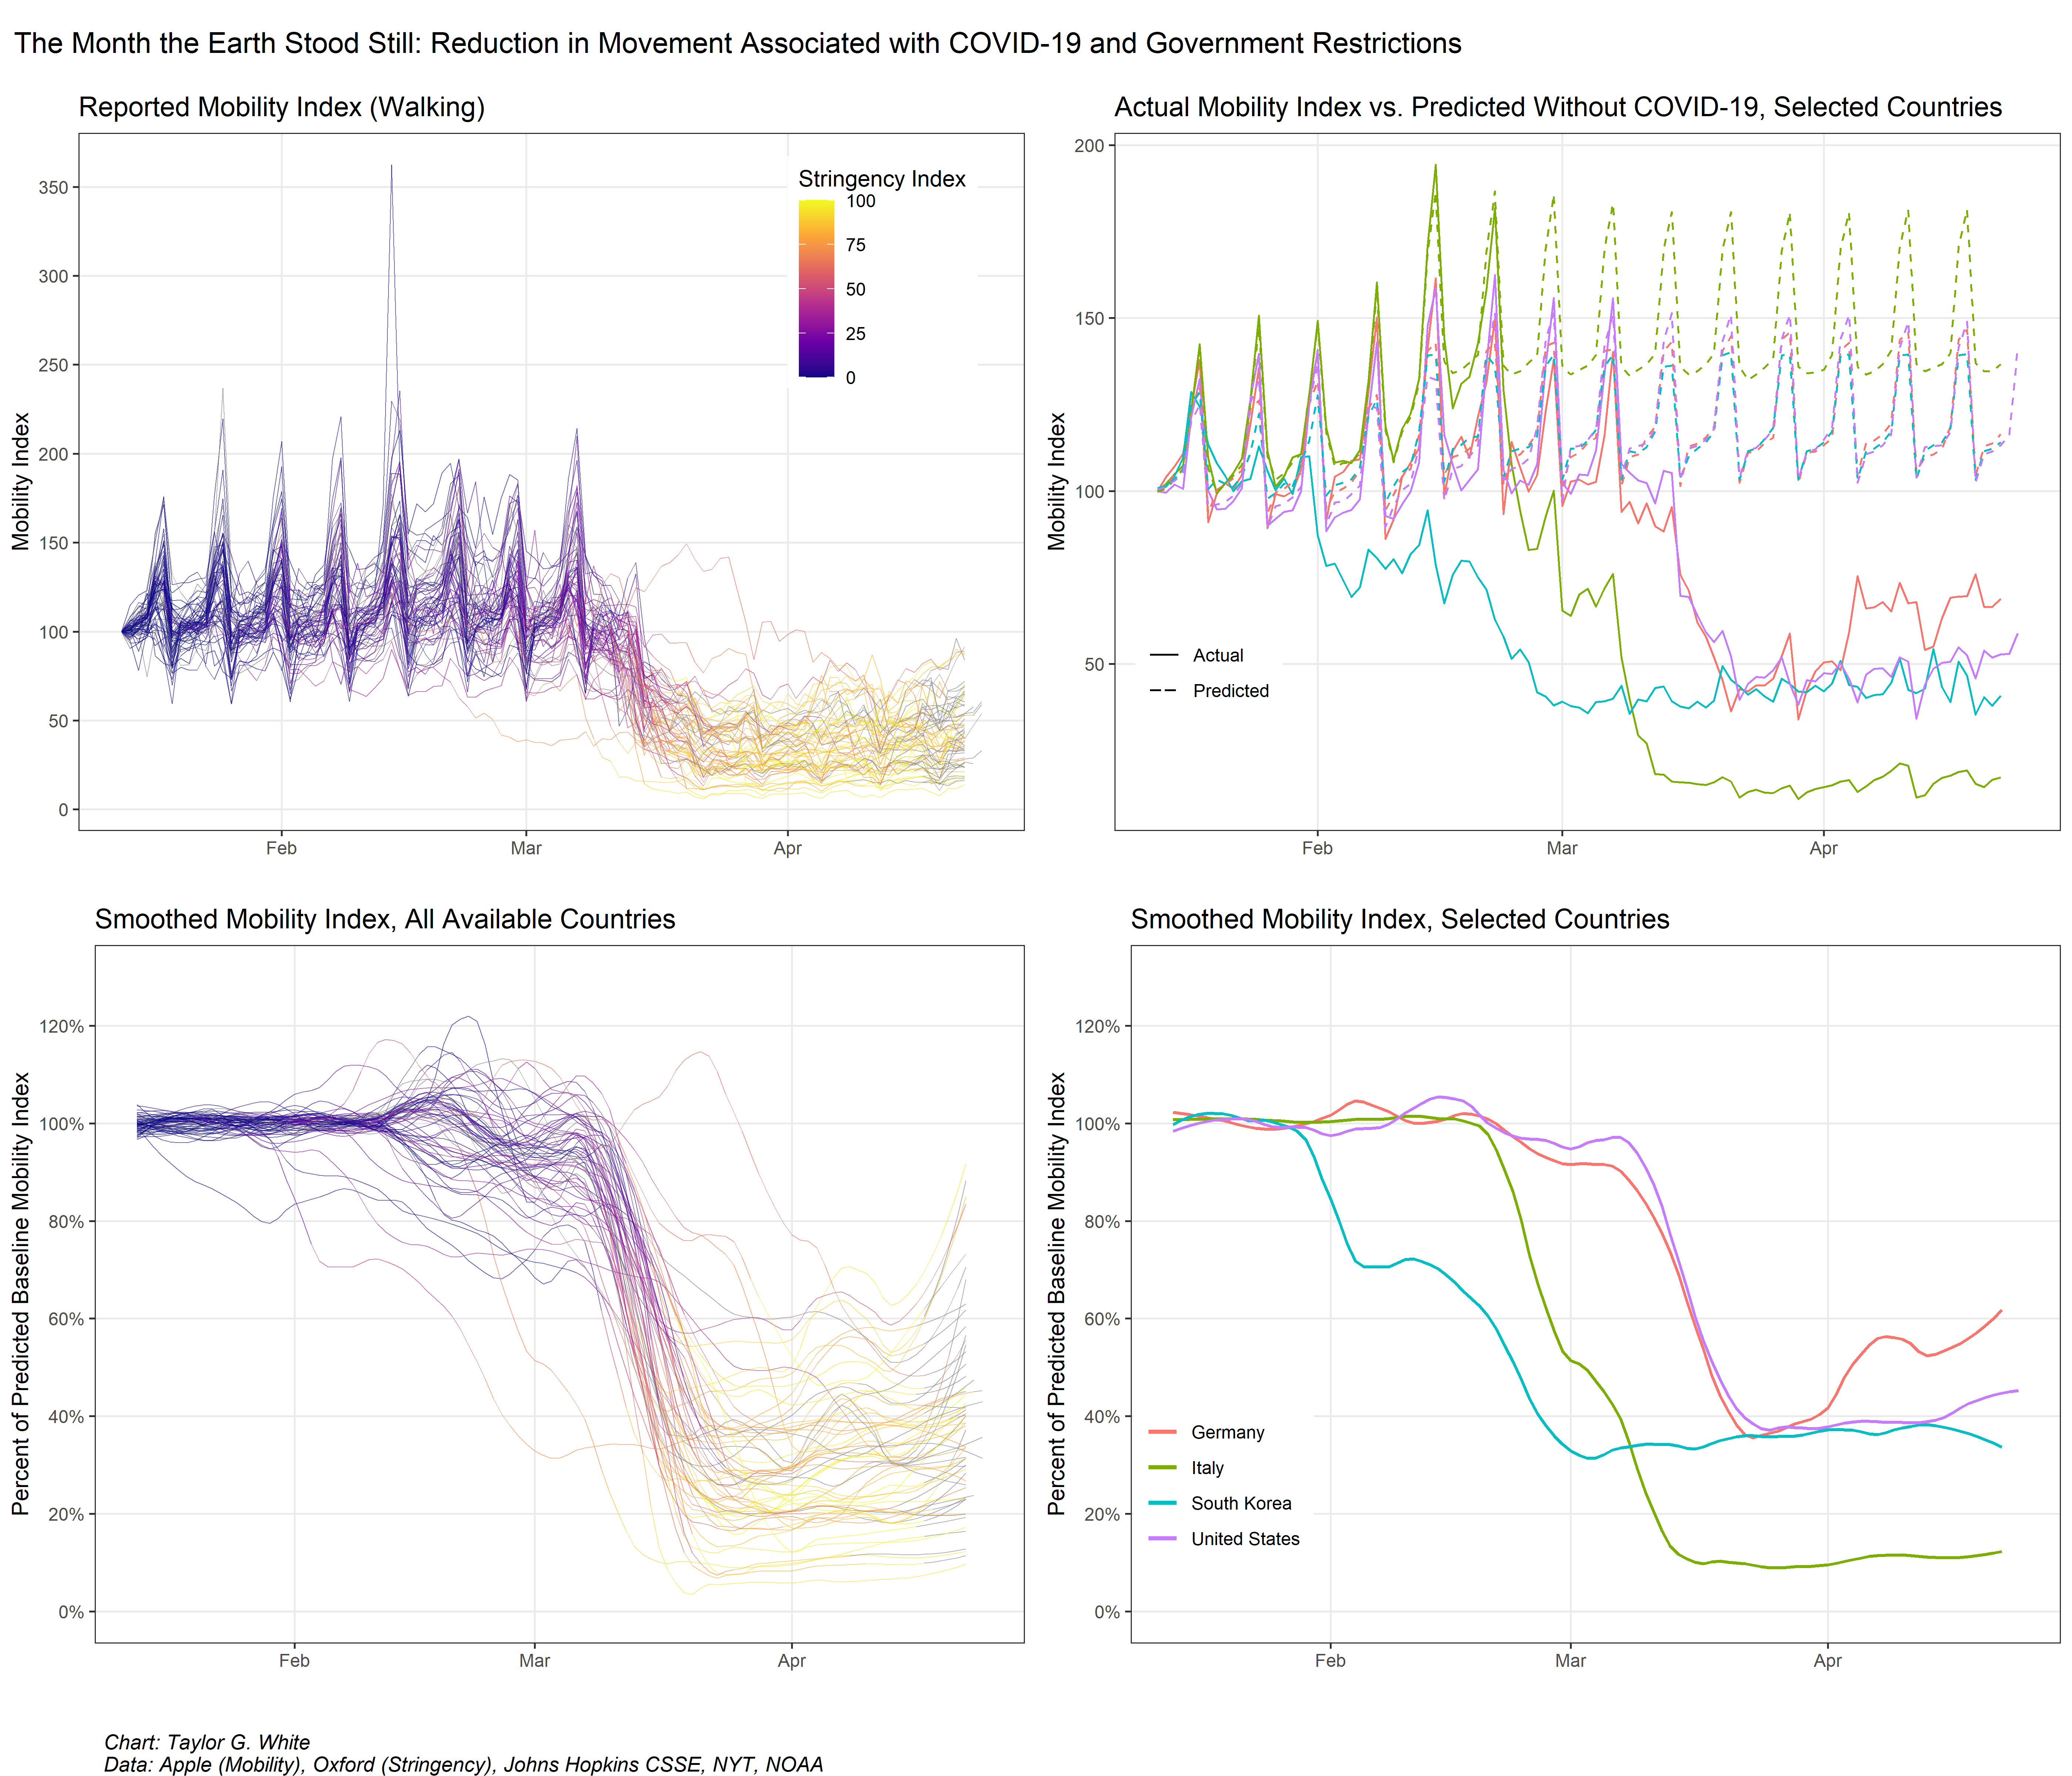 The Month the Earth Stood Still: Reduction in Movement Associated with COVID-19 and Government Restrictions
Reported Mobility Index (Walking)
Mobility Index
350
300
250
200
150
100
50
0
Feb
Mar
Apr
Stringency Index
100
75
50
25
0
Actual Mobility Index vs. Predicted Without COVID-19, Selected Countries
Mobility Index
200
150
100
50
Feb
Mar
Apr
Actual
Predicted
Smoothed Mobility Index, All Available Countries
Percent of Predicted Baseline Mobility Index
120%
100%
80%
60%
40%
20%
0%
Feb
Mar
Apr
Smoothed Mobility Index, Selected Countries
Percent of Predicted Baseline Mobility Index
120%
100%
80%
60%
40%
20%
0%
Feb
Mar
Apr
Germany
Italy
South Korea
United States
Chart: Taylor G. White
Data: Apple (Mobility), Oxford (Stringency), Johns Hopkins CSSE, NYT, NOAA